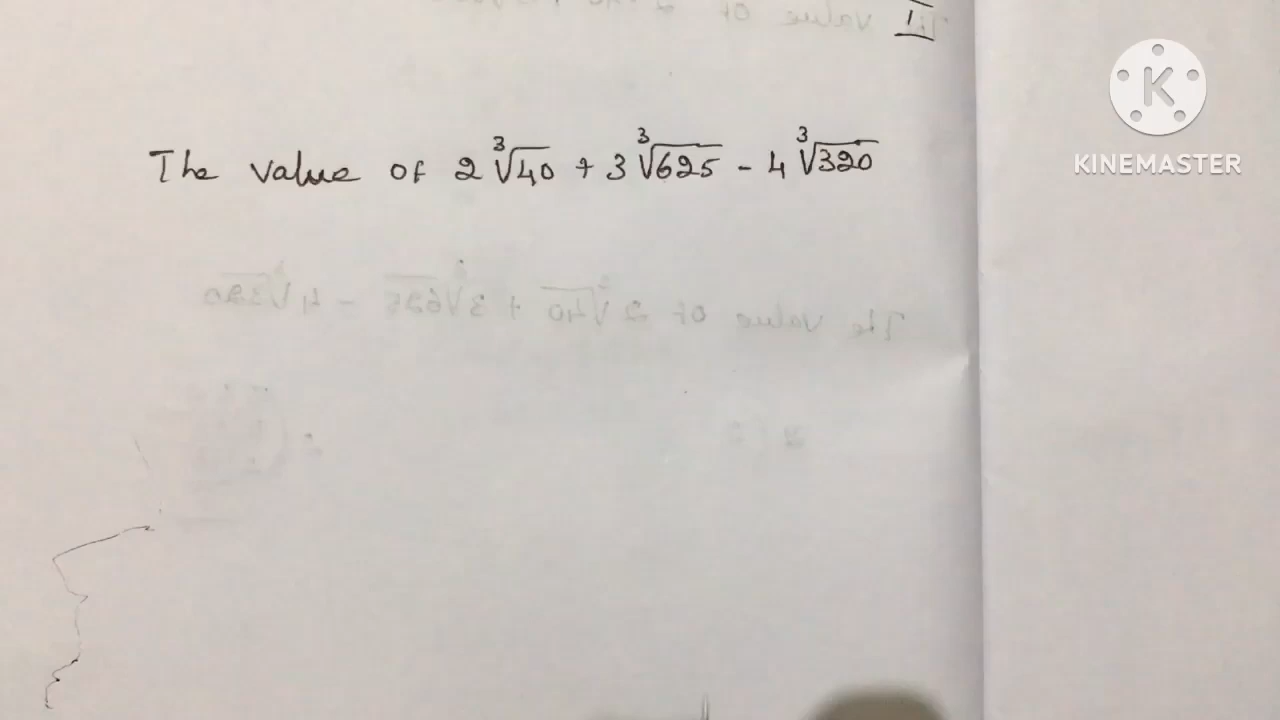 The value of 2 ∛40 + 3 ∛625 - 4 ∛320
K
KINEMASTER